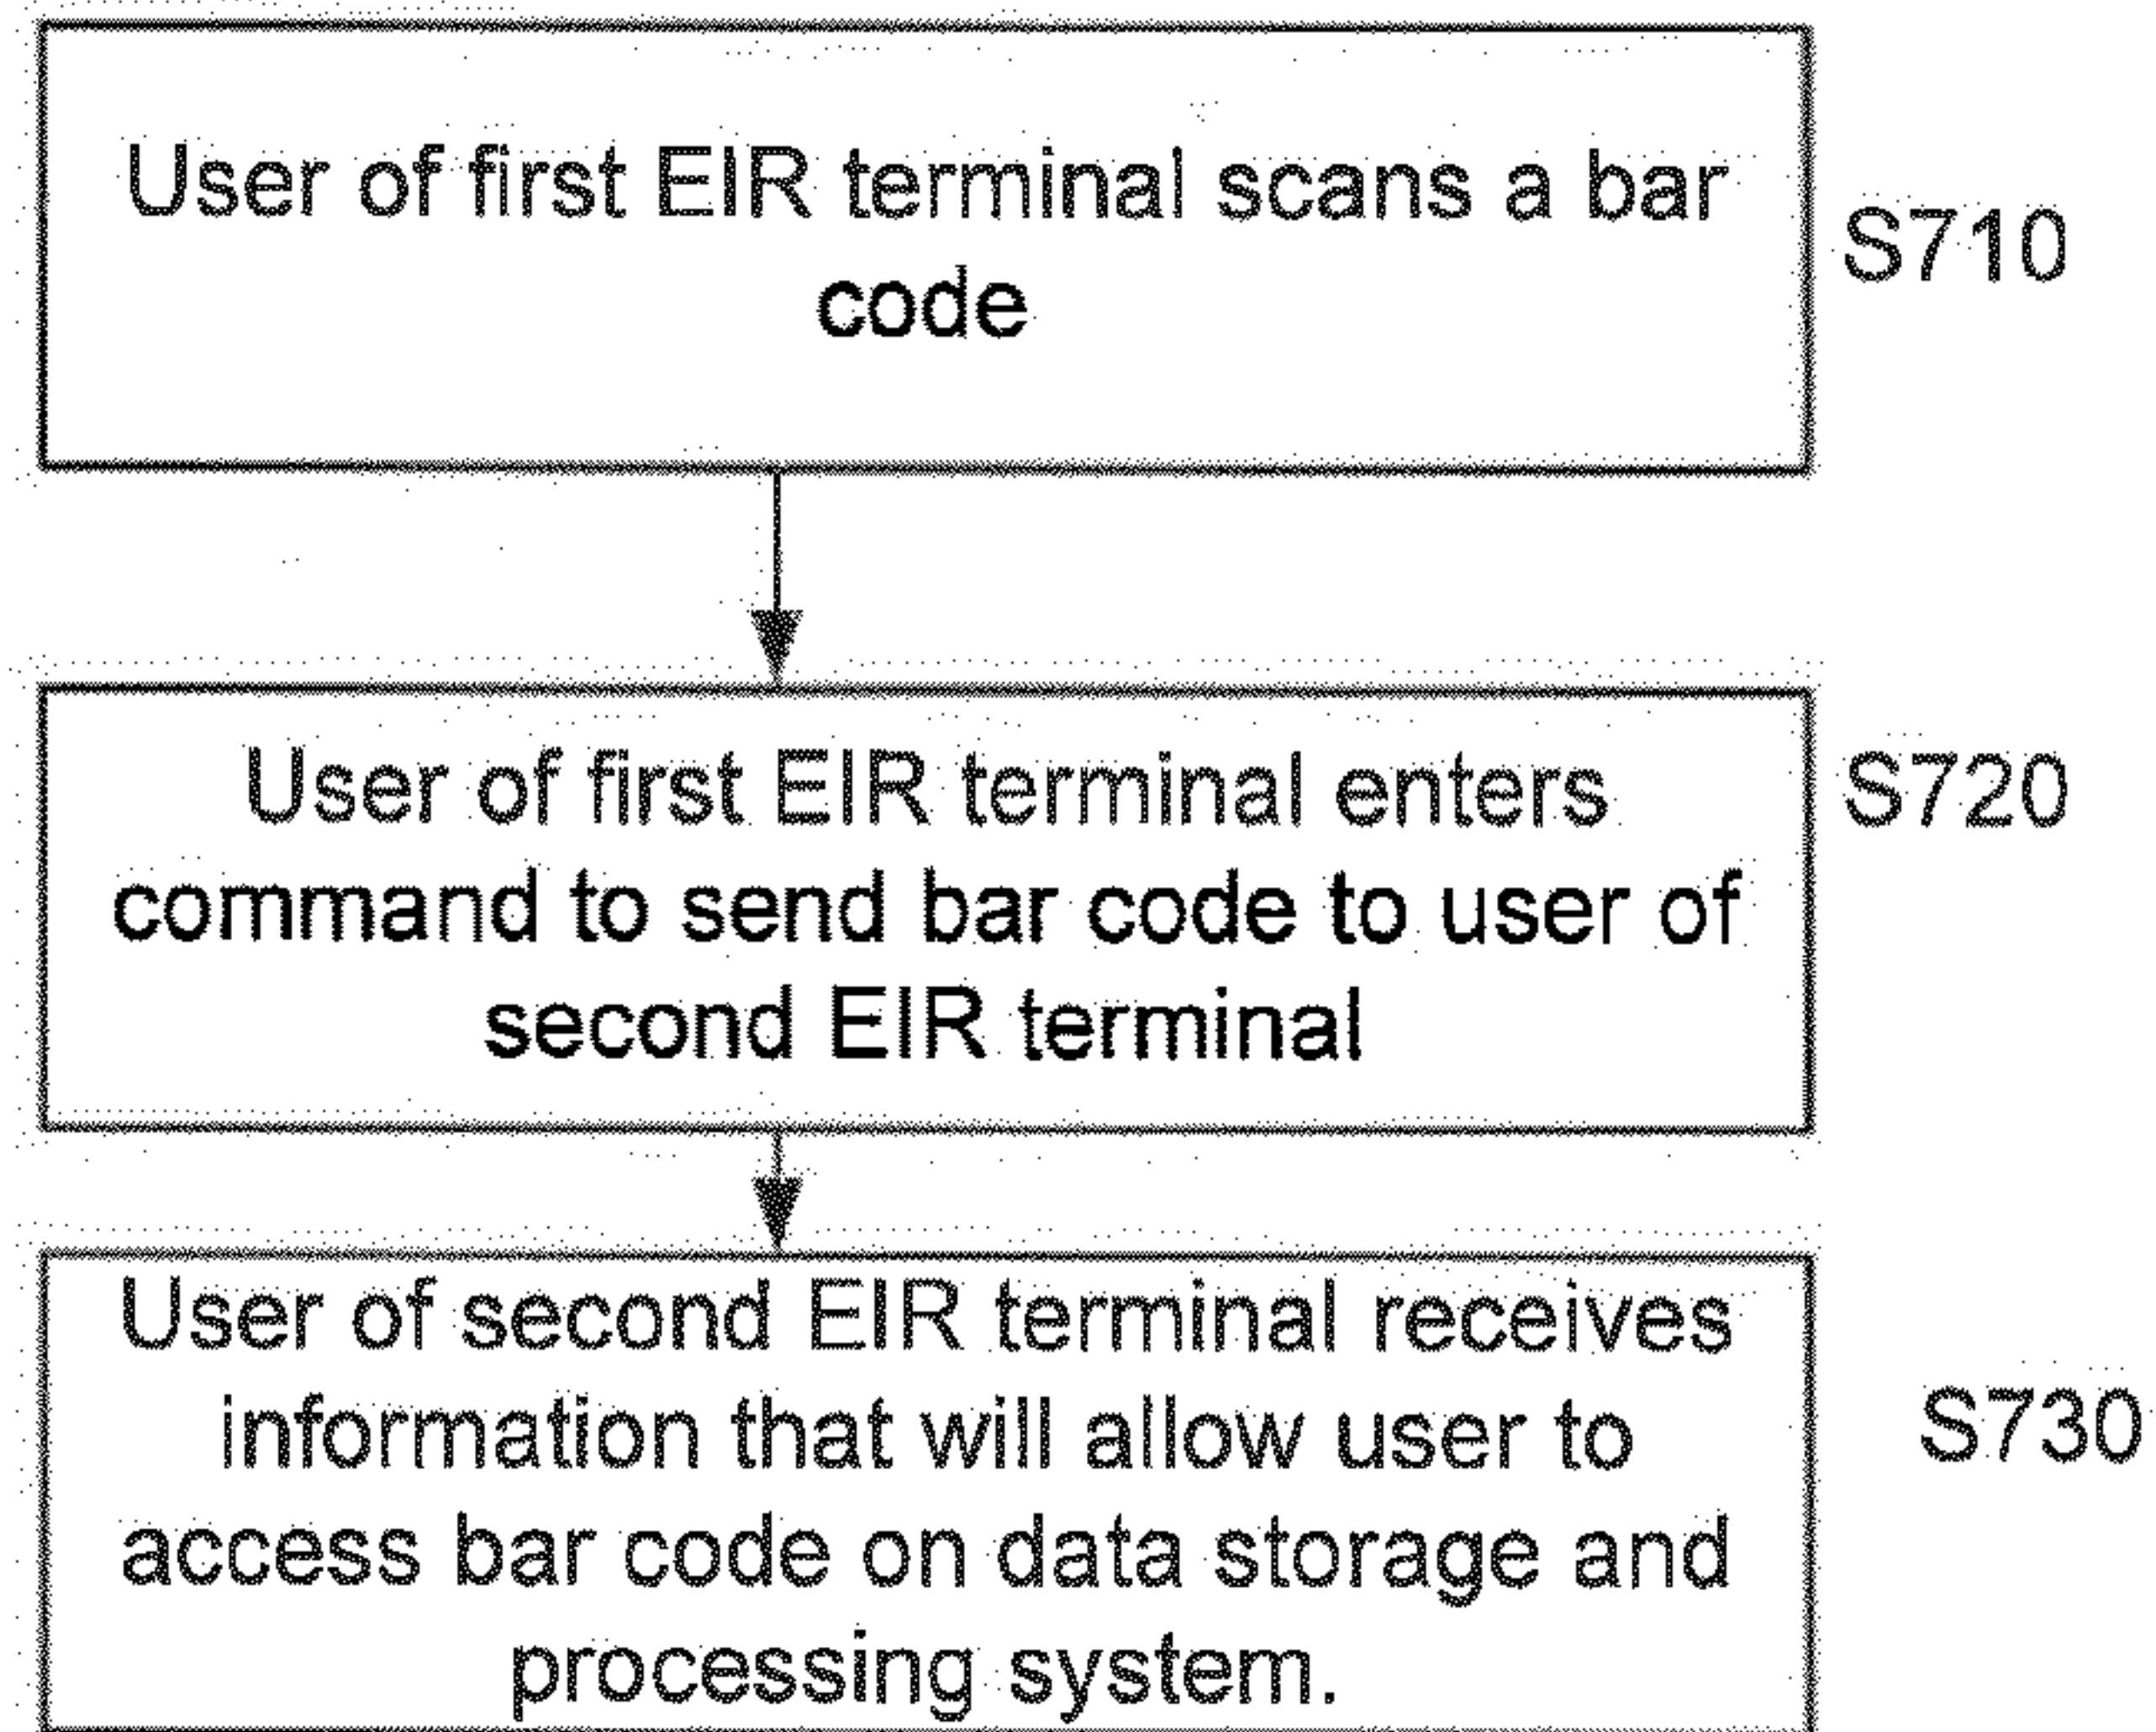 User of first EIR terminal scans a bar
code
S710
User of first EIR terminal enters
command to send bar code to user of
second EIR terminal
S720
User of second EIR terminal receives
information that will allow user to
access bar code on data storage and
processing system.
S730